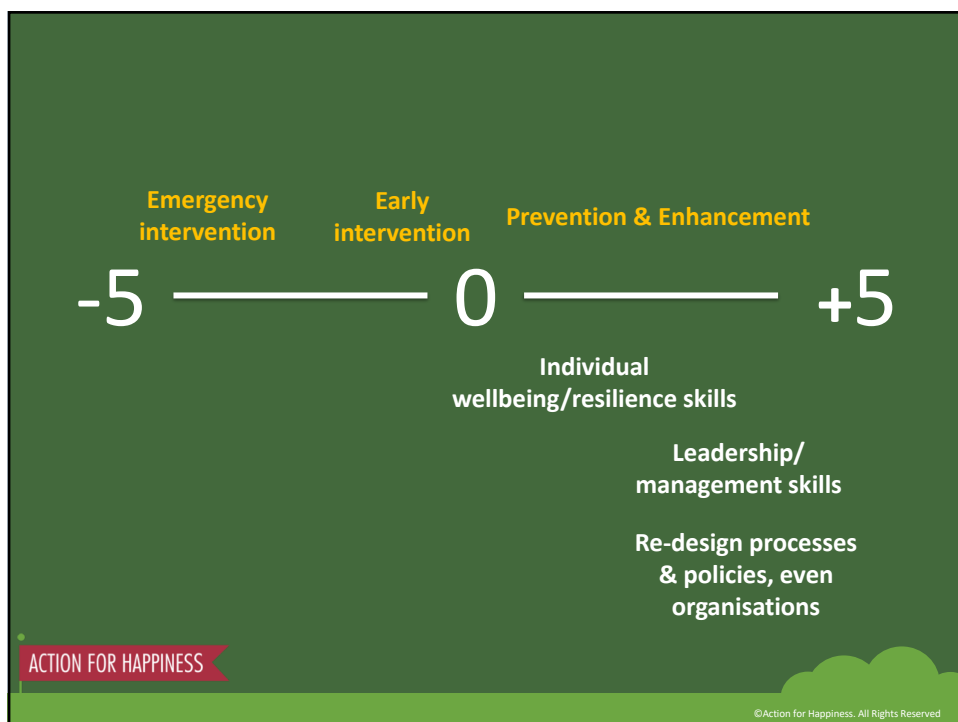 Emergency
intervention
Early
intervention
Prevention & Enhancement
-5 0 +5
Individual
wellbeing/resilience skills
Leadership/
management skills
Re-design processes
& policies, even
organisations
ACTION FOR HAPPINESS
©Action for Happiness. All Rights Reserved